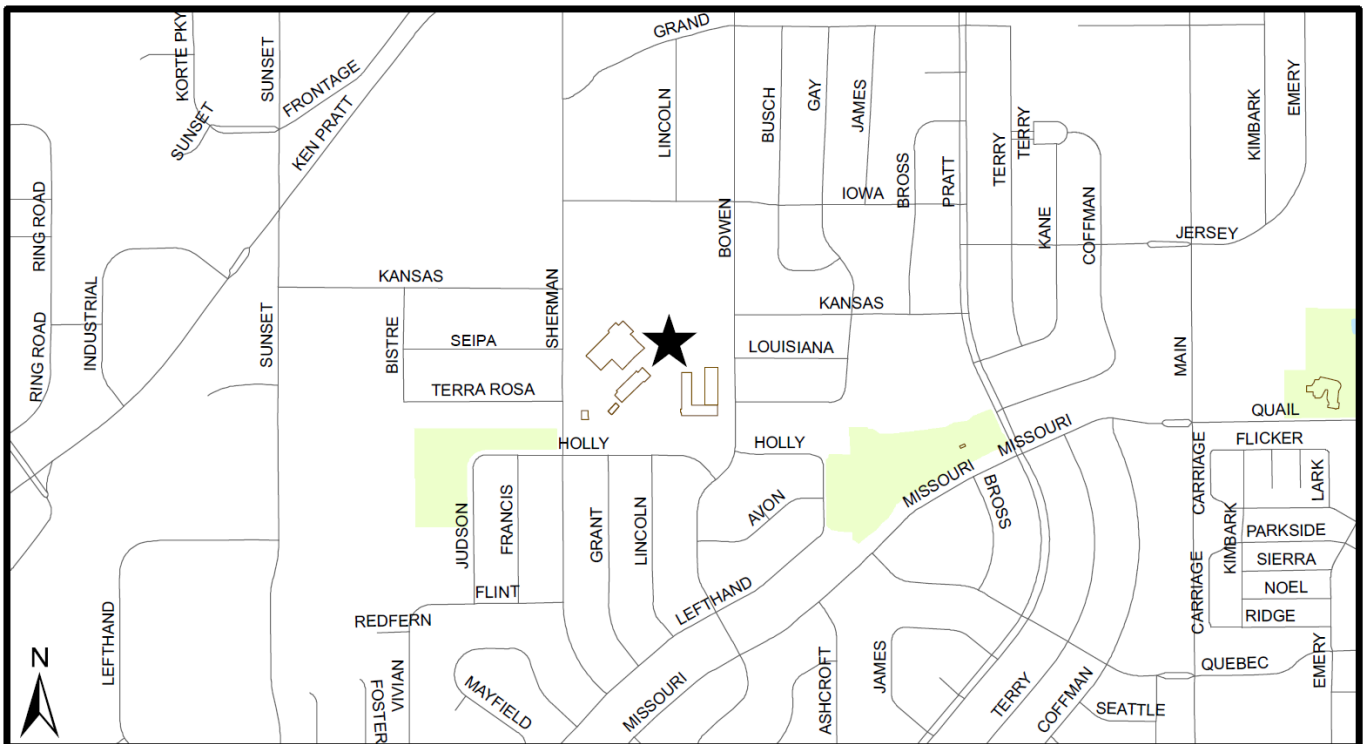 GRAND
KORTE PKY
SUNSET
FRONTAGE
SUNSET
KEN PRATT
LINCOLN
BUSCH
GAY
JAMES
BROSS
PRATT
TERRY
TERRY
KIMBARK
EMERY
IOWA
RING ROAD
BOWEN
KANE
COFFMAN
JERSEY
KANSAS
SHERMAN
KANSAS
RING ROAD
INDUSTRIAL
SUNSET
BISTRE
SEIPA
LOUISIANA
MAIN
TERRA ROSA
QUAIL
HOLLY
HOLLY
MISSOURI
FLICKER
MISSOURI
CARRIAGE
LARK
BROSS
JUDSON
FRANCIS
GRANT
LINCOLN
AVON
KIMBARK
PARKSIDE
SIERRA
FLINT
LEFTHAND
NOEL
REDFERN
CARRIAGE
RIDGE
LEFTHAND
N
VIVIAN
FOSTER
MAYFIELD
MISSOURI
ASHCROFT
JAMES
TERRY
COFFMAN
QUEBEC
EMERY
SEATTLE